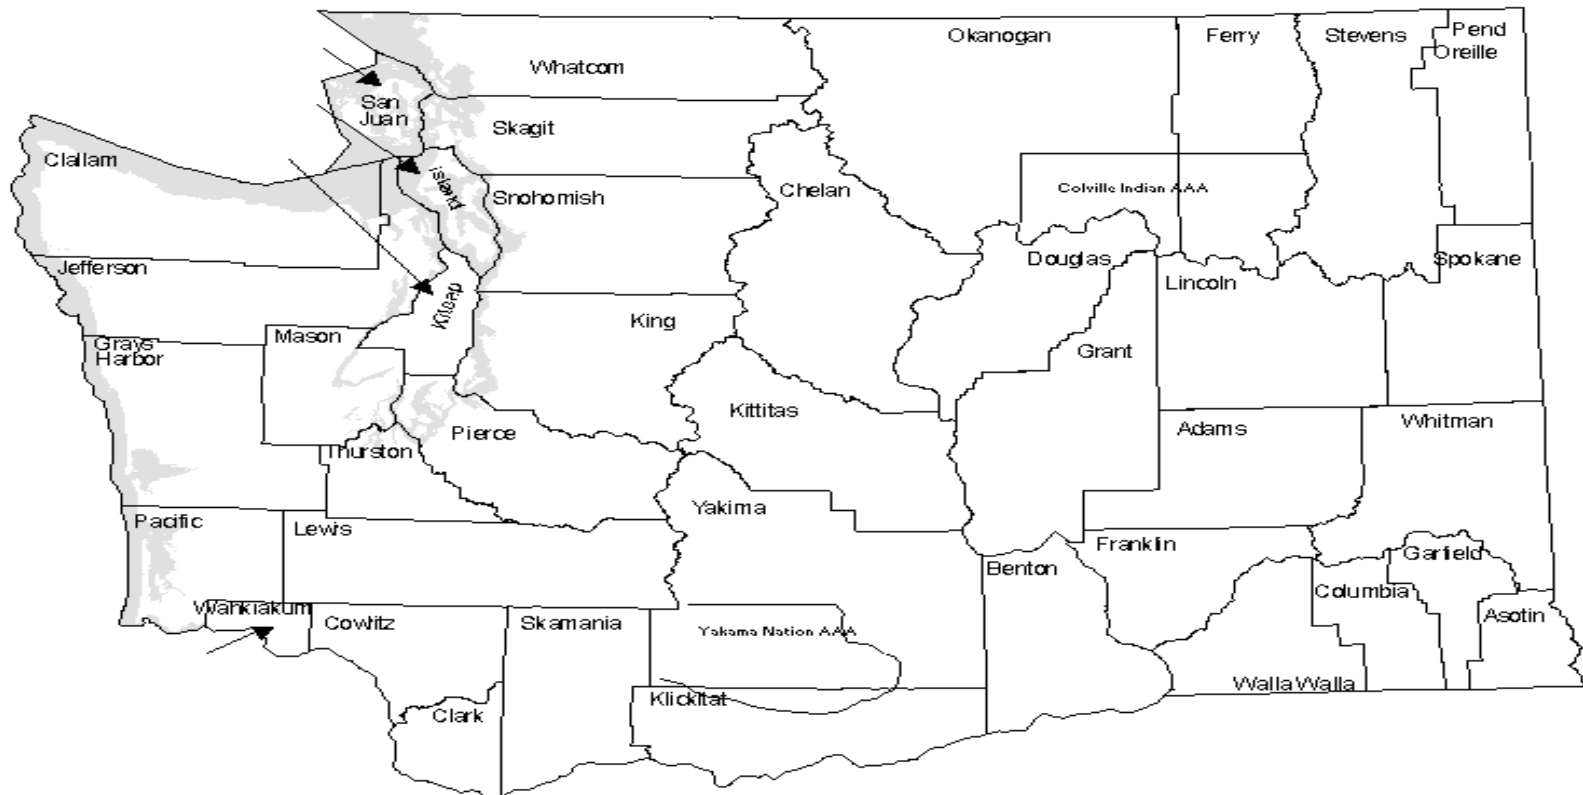 Okanogan
Ferry
Stevens
Pend
Oreille
Whatcom
San
Juan
Skagit
Clallam
Island
Snohomish
Chelan
Colville Indian AAA
Jefferson
Douglas
Lincoln
Spokane
Kitsap
King
Mason
Grays
Harbor
Grant
Kittitas
Pierce
Adams
Whitman
Thurston
Yakima
Pacific
Lewis
Franklin
Garfield
Benton
Columbia
Wahkiakum
Cowlitz
Skamania
Yakama Nation AAA
Asotin
Walla Walla
Klickitat
Clark